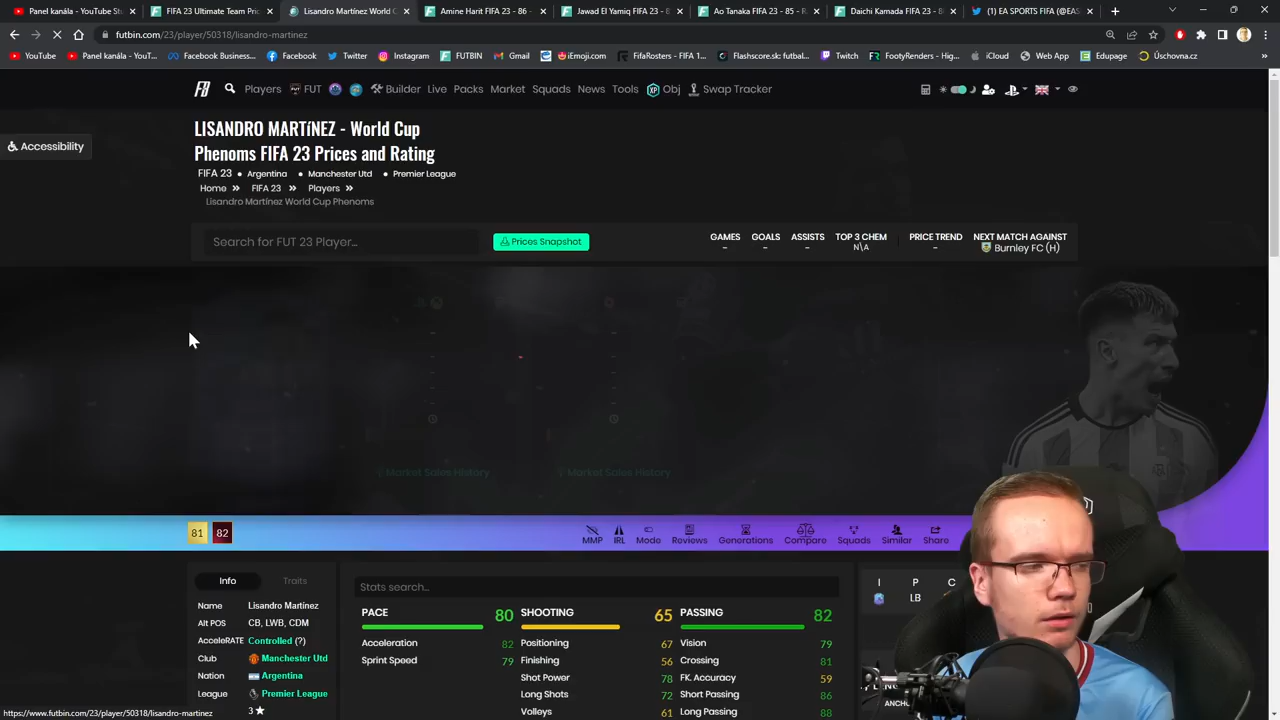 Panel kanála - YouTube Stu
FIFA 23 Ultimate Team Pric
Lisandro Martínez World C
Amine Harit FIFA 23 - 86 -
Jawad El Yamiq FIFA 23 - 8
Ao Tanaka FIFA 23 - 85 - Ra
Daichi Kamada FIFA 23 - 8
(1) EA SPORTS FIFA (@EAS
futbin.com/23/player/50318/lisandro-martinez
YouTube
Panel kanála - YouT...
Facebook Business...
Facebook
Twitter
Instagram
FUTBIN
Gmail
iEmoji.com
FifaRosters - FIFA 1...
Flashscore.sk: futbal...
Twitch
FootyRenders - Hig...
iCloud
Web App
Edupage
Úschovna.cz
Players
FUT
Builder
Live
Packs
Market
Squads
News
Tools
Obj
Swap Tracker
Accessibility
LISANDRO MARTíNEZ - World Cup
Phenoms FIFA 23 Prices and Rating
FIFA 23 • Argentina • Manchester Utd • Premier League
Home » FIFA 23 » Players »
Lisandro Martínez World Cup Phenoms
Search for FUT 23 Player...
Prices Snapshot
GAMES
-
GOALS
-
ASSISTS
-
TOP 3 CHEM
N\A
PRICE TREND
-
NEXT MATCH AGAINST
Burnley FC (H)
Market Sales History
Market Sales History
81
82
MMP
IRL
Mode
Reviews
Generations
Compare
Squads
Similar
Share
Info
Traits
Name Lisandro Martínez
Alt POS CB, LWB, CDM
AcceleRATE Controlled (?)
Club Manchester Utd
Nation Argentina
League Premier League
3 ★
Stats search...
PACE 80
Acceleration 82
Sprint Speed 79
SHOOTING 65
Positioning 67
Finishing 56
Shot Power 78
Long Shots 72
Volleys 61
PASSING 82
Vision 79
Crossing 81
FK. Accuracy 59
Short Passing 86
Long Passing 88
I P C
LB
ANCHO
https://www.futbin.com/23/player/50318/lisandro-martinez